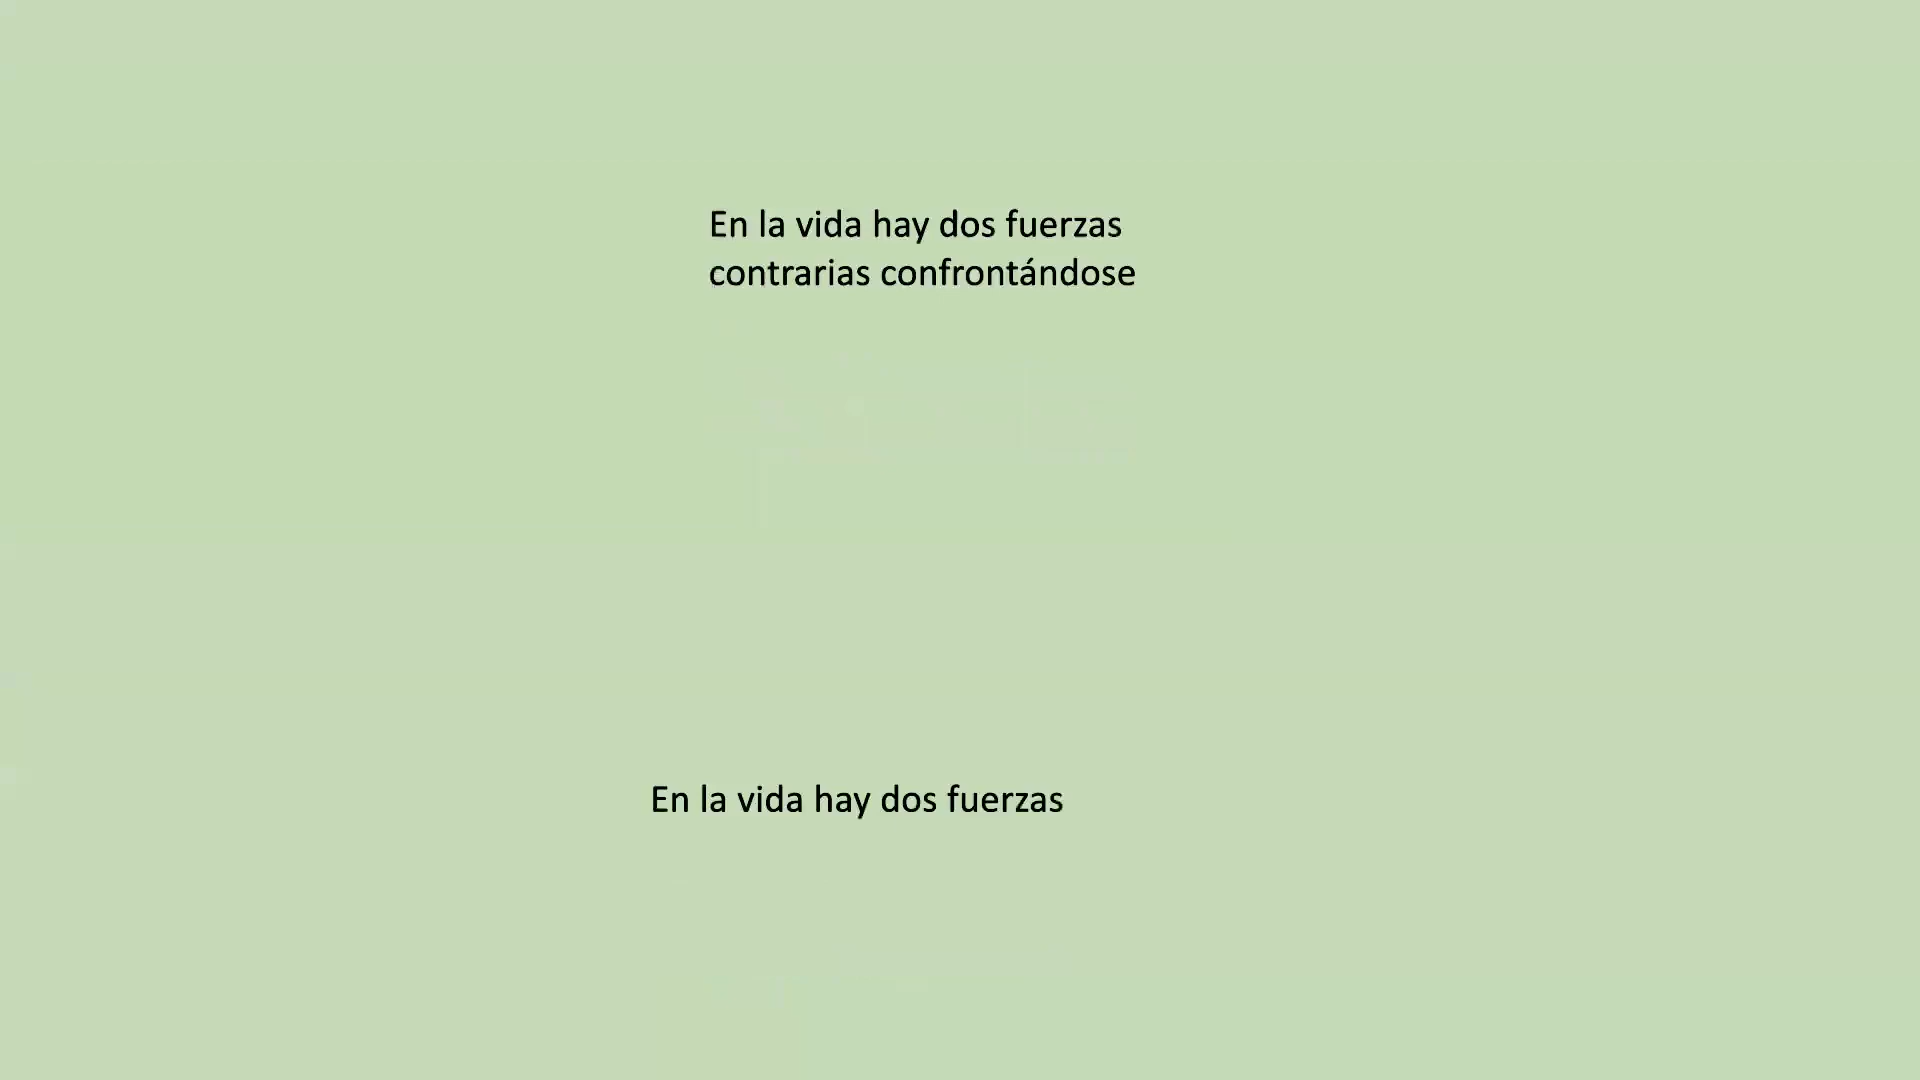 En la vida hay dos fuerzas
contrarias confrontándose
En la vida hay dos fuerzas